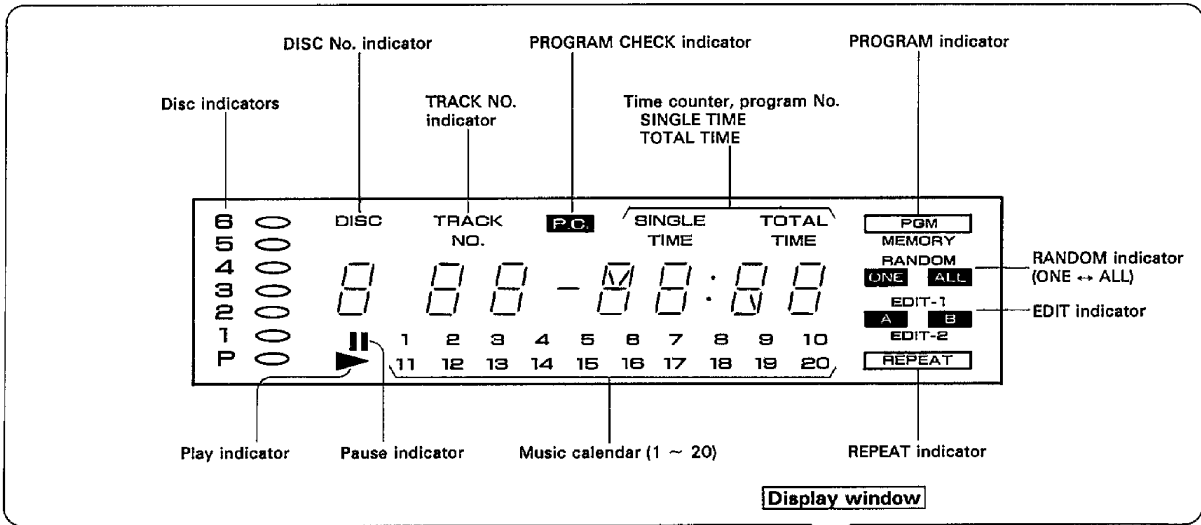 DISC No. indicator
PROGRAM CHECK indicator
PROGRAM indicator
Disc indicators
TRACK NO.
indicator
Time counter, program No.
SINGLE TIME
TOTAL TIME
6 DISC TRACK P.C. SINGLE TOTAL PGM
5 NO. TIME TIME MEMORY
4 RANDOM
3 8 88-88:88 ONE ALL
2 EDIT-1
A B
1 1 2 3 4 5 6 7 8 9 10 EDIT-2
P 11 12 13 14 15 16 17 18 19 20 REPEAT
RANDOM indicator
(ONE ↔ ALL)
EDIT indicator
Play indicator
Pause indicator
Music calendar (1 ~ 20)
REPEAT indicator
Display window